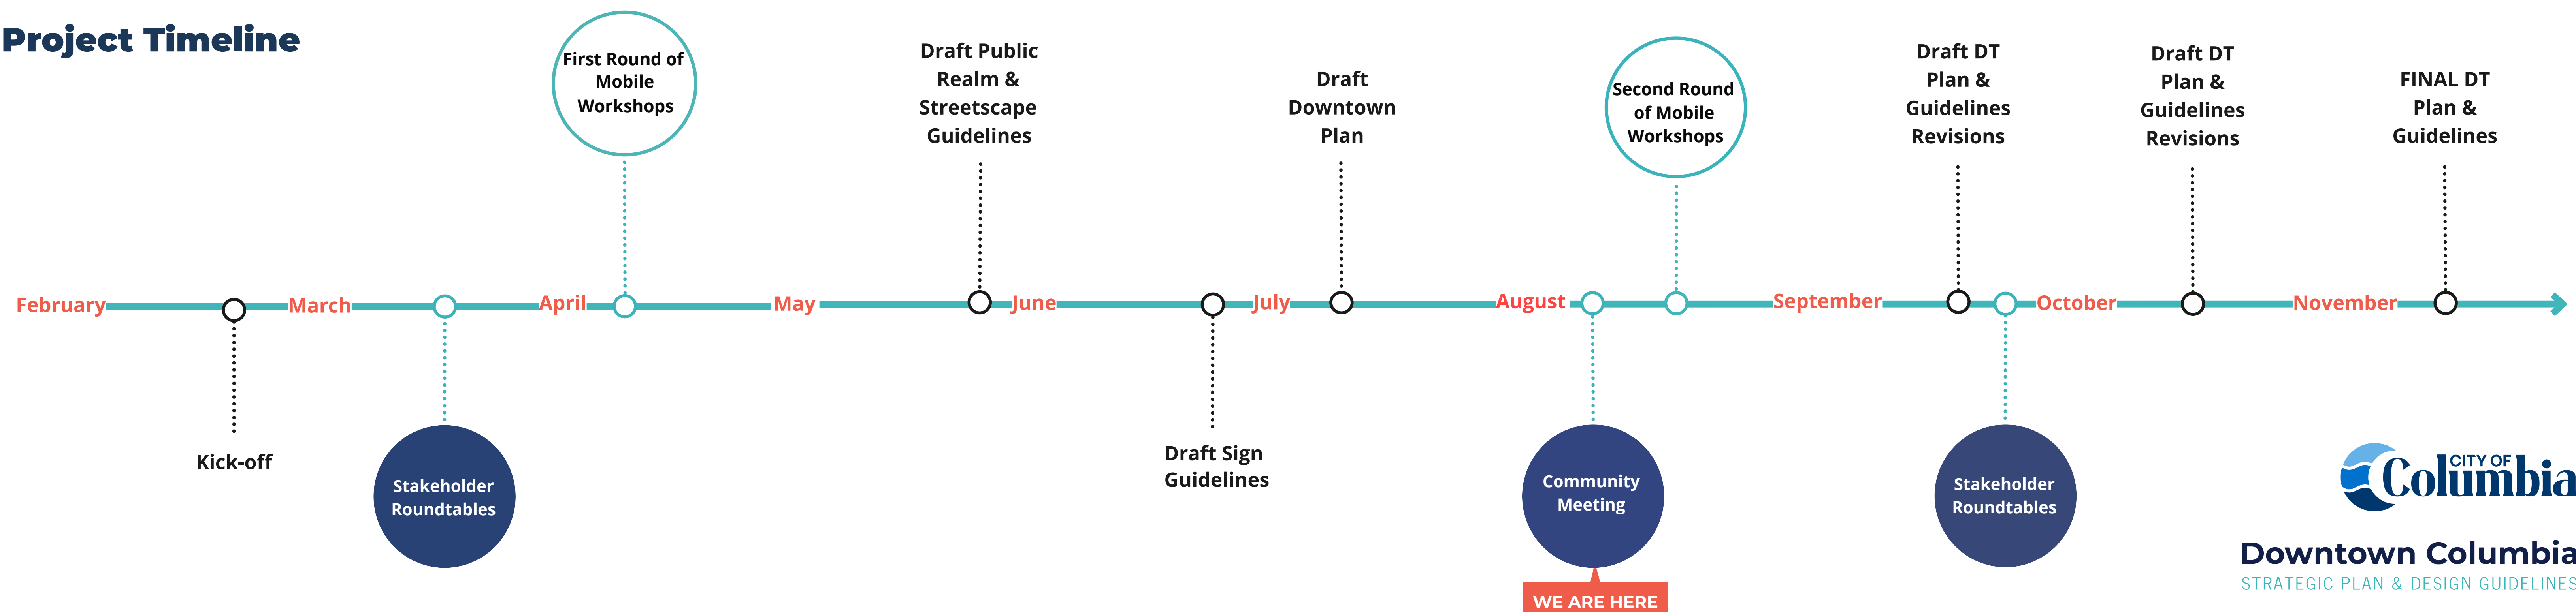 Project Timeline
First Round of
Mobile
Workshops
Draft Public
Realm &
Streetscape
Guidelines
Draft
Downtown
Plan
Second Round
of Mobile
Workshops
Draft DT
Plan &
Guidelines
Revisions
Draft DT
Plan &
Guidelines
Revisions
FINAL DT
Plan &
Guidelines
February
March
April
May
June
July
August
September
October
November
Kick-off
Stakeholder
Roundtables
Draft Sign
Guidelines
Community
Meeting
WE ARE HERE
Stakeholder
Roundtables
CITY OF
Columbia
Downtown Columbia
STRATEGIC PLAN & DESIGN GUIDELINES